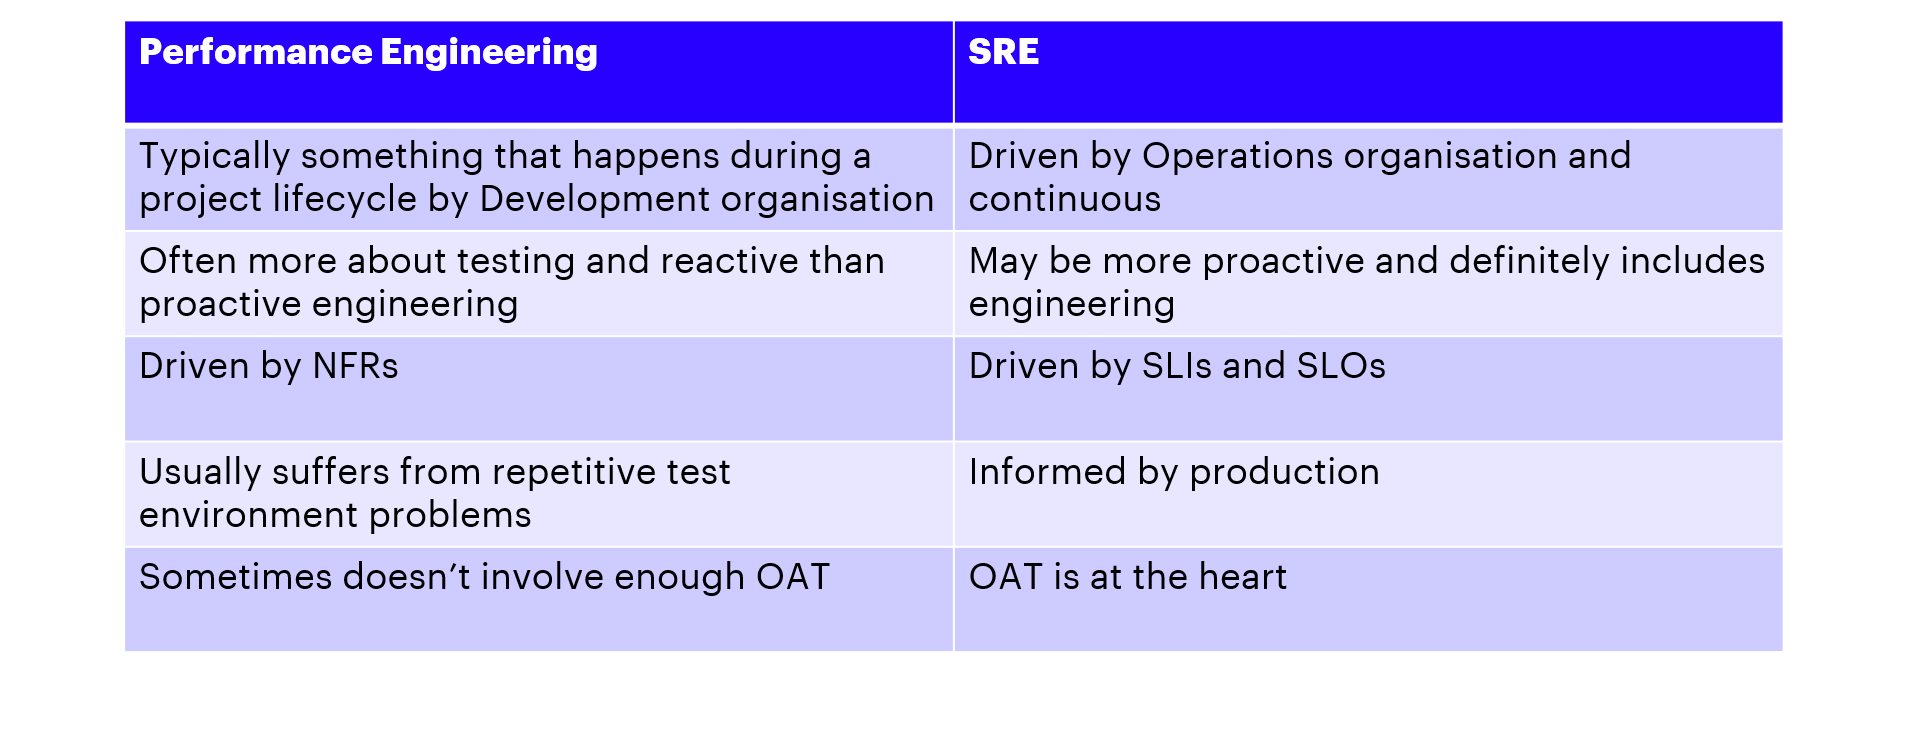 Performance Engineering
SRE
Typically something that happens during a
project lifecycle by Development organisation
Driven by Operations organisation and
continuous
Often more about testing and reactive than
proactive engineering
May be more proactive and definitely includes
engineering
Driven by NFRs
Driven by SLIs and SLOs
Usually suffers from repetitive test
environment problems
Informed by production
Sometimes doesn’t involve enough OAT
OAT is at the heart